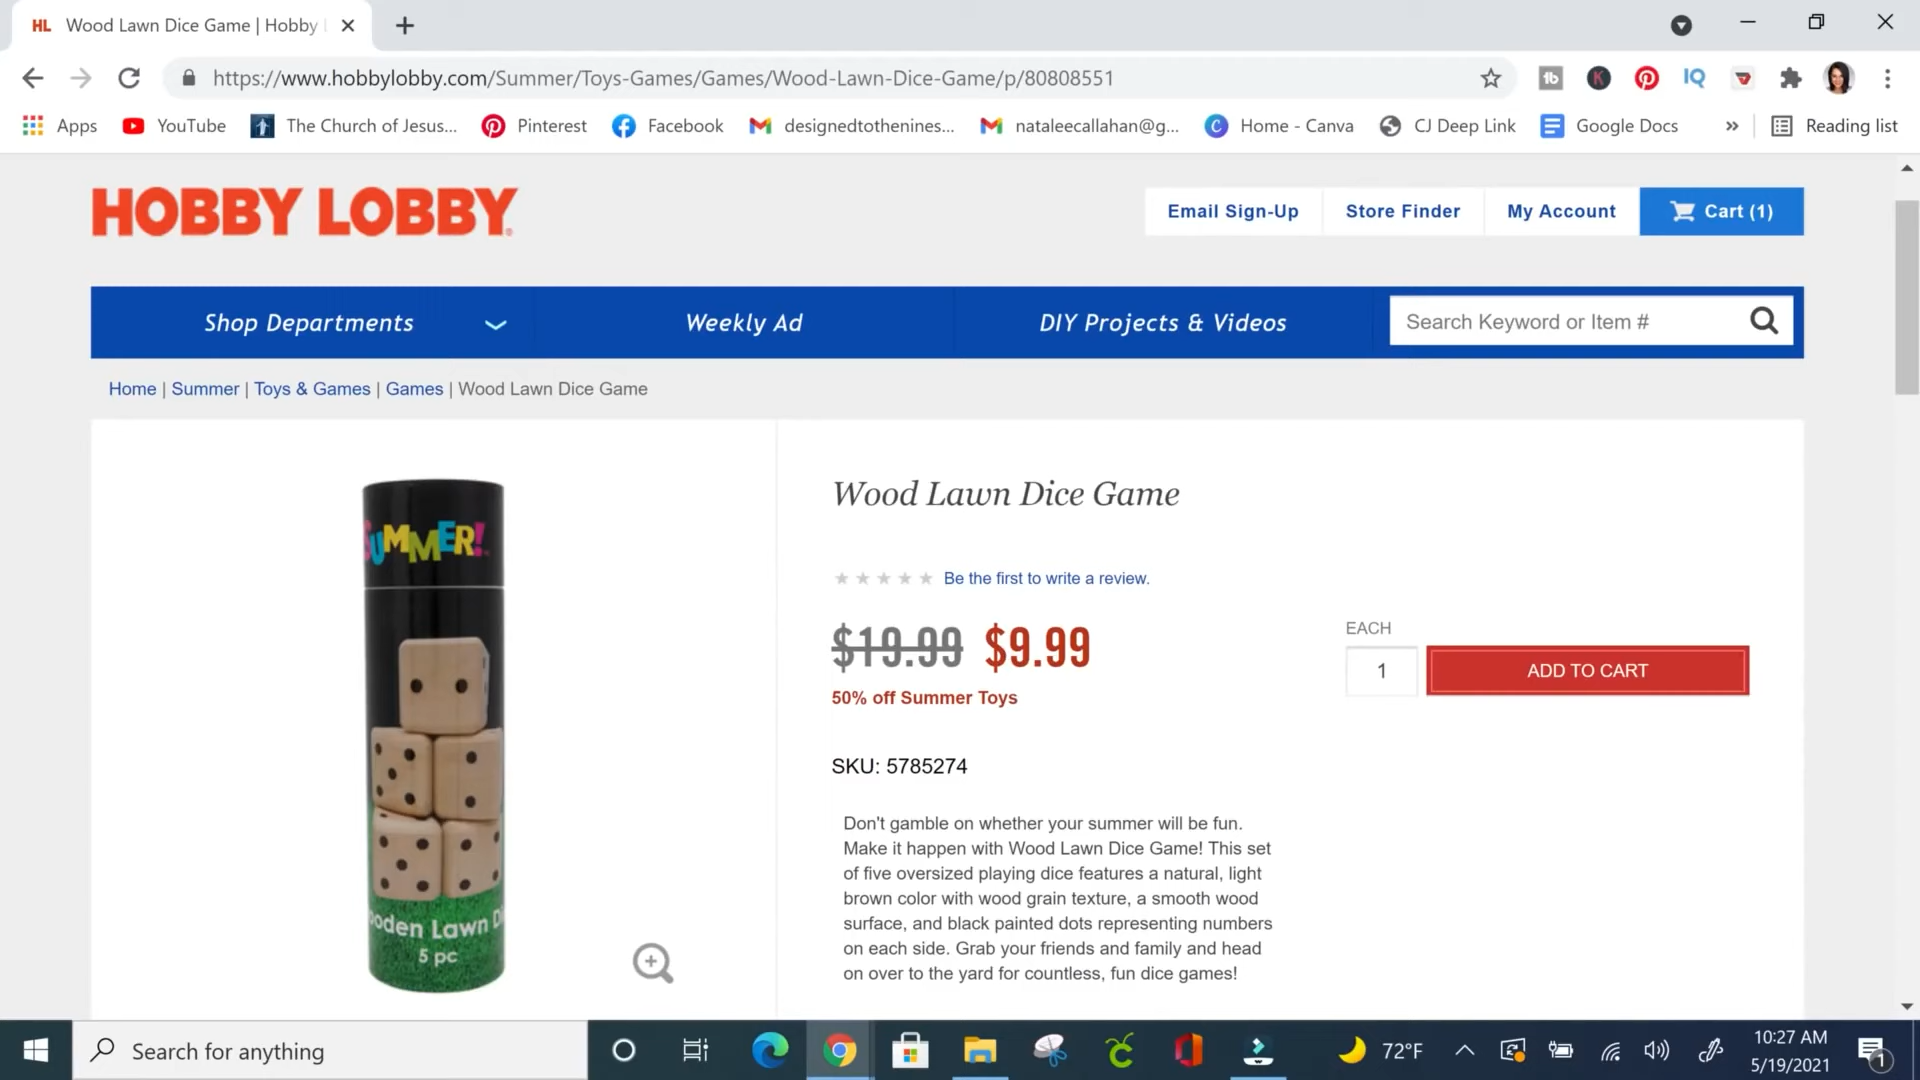 HL Wood Lawn Dice Game | Hobby
https://www.hobbylobby.com/Summer/Toys-Games/Games/Wood-Lawn-Dice-Game/p/80808551
Apps YouTube The Church of Jesus... Pinterest Facebook designedtothenines... nataleecallahan@g... Home - Canva CJ Deep Link Google Docs » Reading list
HOBBY LOBBY
Email Sign-Up Store Finder My Account Cart (1)
Shop Departments Weekly Ad DIY Projects & Videos Search Keyword or Item #
Home | Summer | Toys & Games | Games | Wood Lawn Dice Game
SUMMER!
Wood Lawn Dice Game
Be the first to write a review.
$19.99 $9.99
50% off Summer Toys
EACH
1 ADD TO CART
SKU: 5785274
Don't gamble on whether your summer will be fun.
Make it happen with Wood Lawn Dice Game! This set
of five oversized playing dice features a natural, light
brown color with wood grain texture, a smooth wood
surface, and black painted dots representing numbers
on each side. Grab your friends and family and head
on over to the yard for countless, fun dice games!
ooden Lawn D
5 pc
Search for anything
72°F
10:27 AM
5/19/2021
1